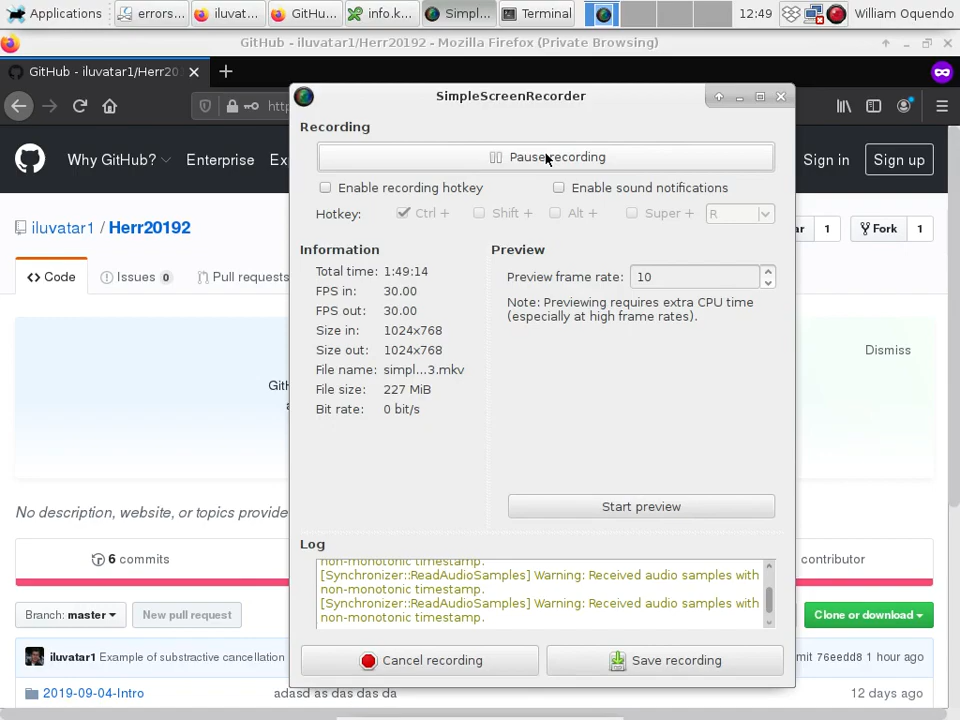 Applications
errors...
iluvat...
GitHu...
info.k...
Simpl...
Terminal
12:49
William Oquendo
GitHub - iluvatar1/Herr20192 - Mozilla Firefox (Private Browsing)
GitHub - iluvatar1/Herr20
SimpleScreenRecorder
Recording
Pause recording
Enable recording hotkey
Enable sound notifications
Hotkey: Ctrl + Shift + Alt + Super + R
Information
Total time: 1:49:14
FPS in: 30.00
FPS out: 30.00
Size in: 1024x768
Size out: 1024x768
File name: simpl...3.mkv
File size: 227 MiB
Bit rate: 0 bit/s
Preview
Preview frame rate: 10
Note: Previewing requires extra CPU time
(especially at high frame rates).
Start preview
Log
non-monotonic timestamp.
[Synchronizer::ReadAudioSamples] Warning: Received audio samples with
non-monotonic timestamp.
[Synchronizer::ReadAudioSamples] Warning: Received audio samples with
non-monotonic timestamp.
Cancel recording
Save recording
Why GitHub?
Enterprise
Ex
Sign in
Sign up
iluvatar1 / Herr20192
ar 1
Fork 1
Code
Issues 0
Pull requests
Dismiss
GitH
a
No description, website, or topics provide
6 commits
contributor
Branch: master
New pull request
Clone or download
iluvatar1 Example of substractive cancellation
mit 76eedd8 1 hour ago
2019-09-04-Intro
adasd as das das da
12 days ago